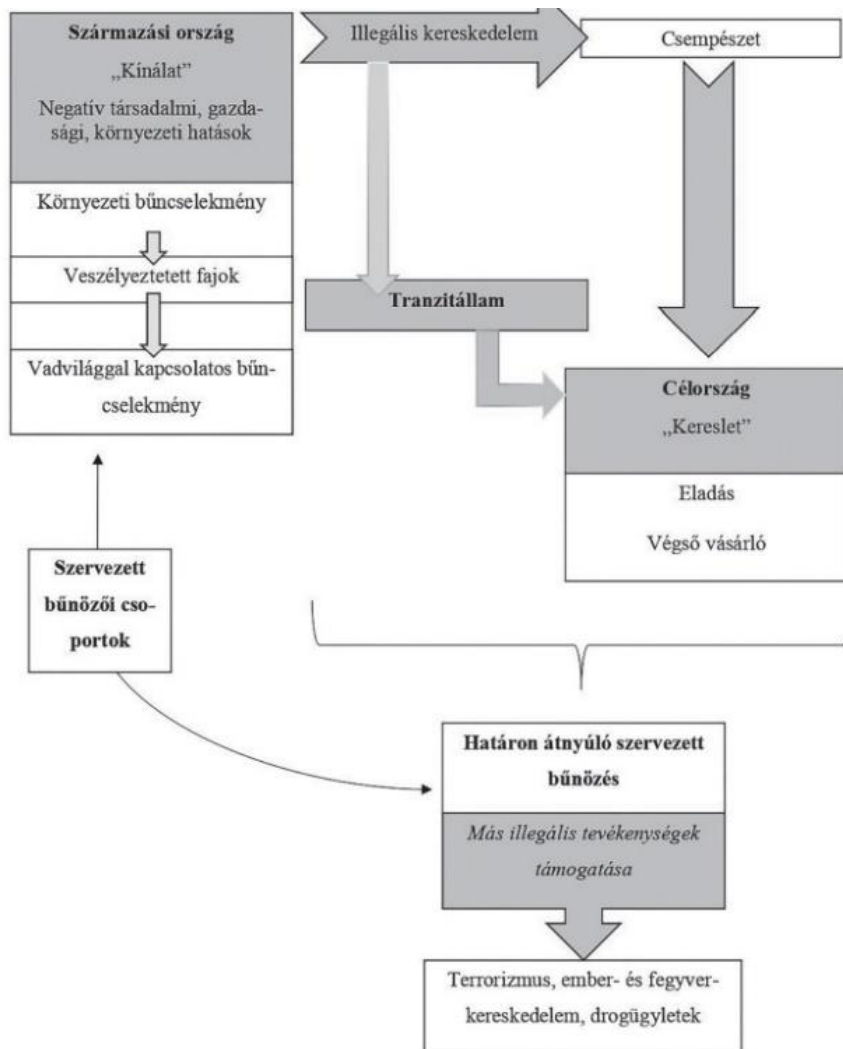 Származási ország
„Kínálat”
Negatív társadalmi, gazda-
sági, környezeti hatások
Környezeti bűncselekmény
Veszélyeztetett fajok
Vadvilággal kapcsolatos bűn-
cselekmény
Illegális kereskedelem
Csempészet
Tranzitállam
Célország
„Kereslet”
Eladás
Végső vásárló
Szervezett
bűnözői cso-
portok
Határon átnyúló szervezett
bűnözés
Más illegális tevékenységek
támogatása
Terrorizmus, ember- és fegyver-
kereskedelem, drogügyletek